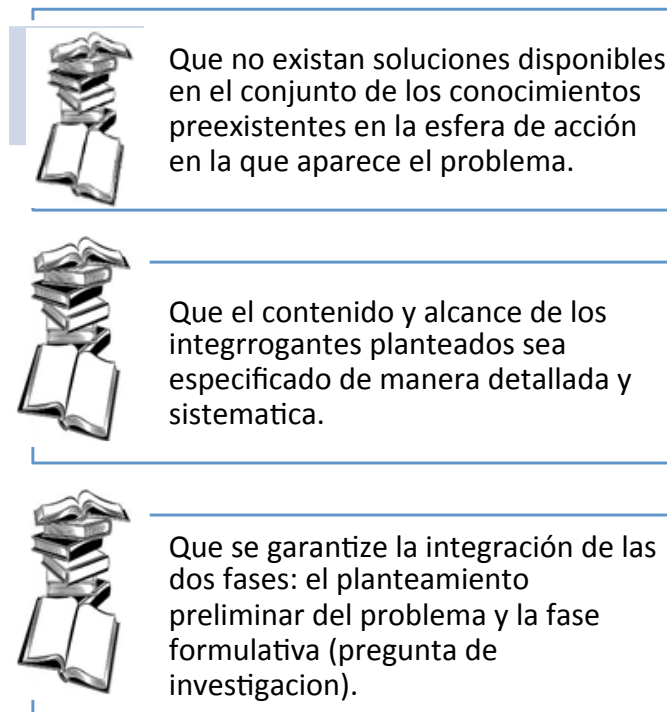 Que no existan soluciones disponibles
en el conjunto de los conocimientos
preexistentes en la esfera de acción
en la que aparece el problema.
Que el contenido y alcance de los
integrrogantes planteados sea
especificado de manera detallada y
sistematica.
Que se garantize la integración de las
dos fases: el planteamiento
preliminar del problema y la fase
formulativa (pregunta de
investigacion).